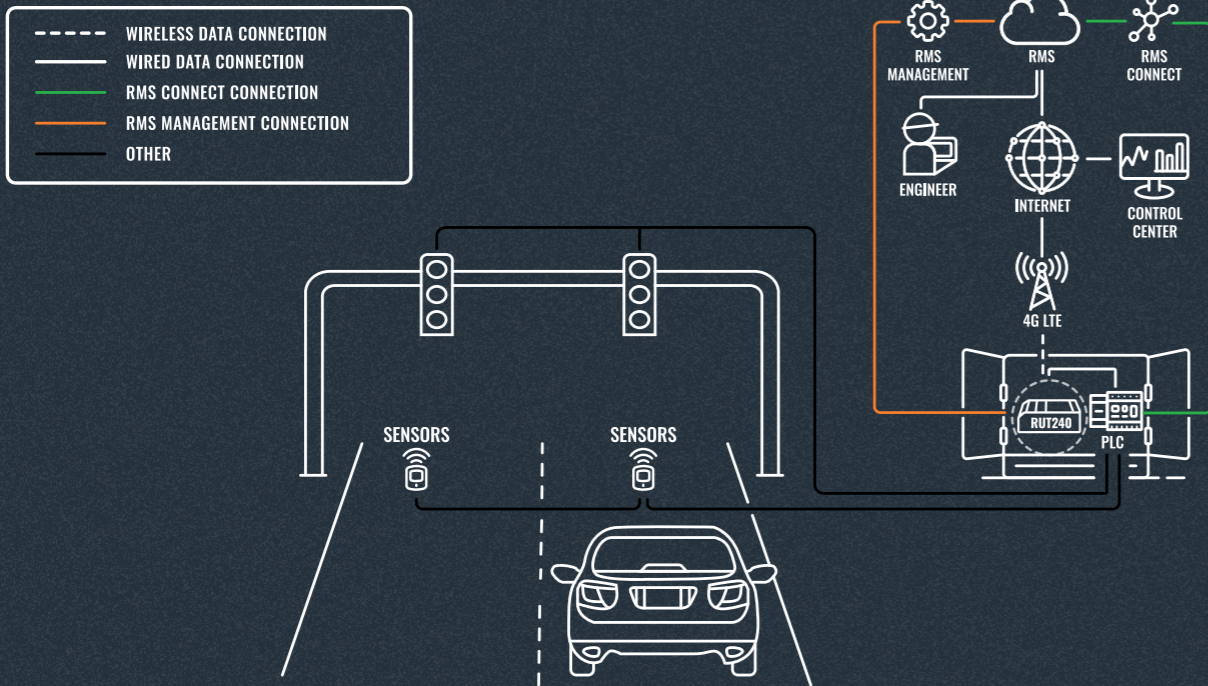 WIRELESS DATA CONNECTION
WIRED DATA CONNECTION
RMS CONNECT CONNECTION
RMS MANAGEMENT CONNECTION
OTHER
RMS
MANAGEMENT
RMS
RMS
CONNECT
ENGINEER
INTERNET
CONTROL
CENTER
4G LTE
RUT240
PLC
SENSORS
SENSORS